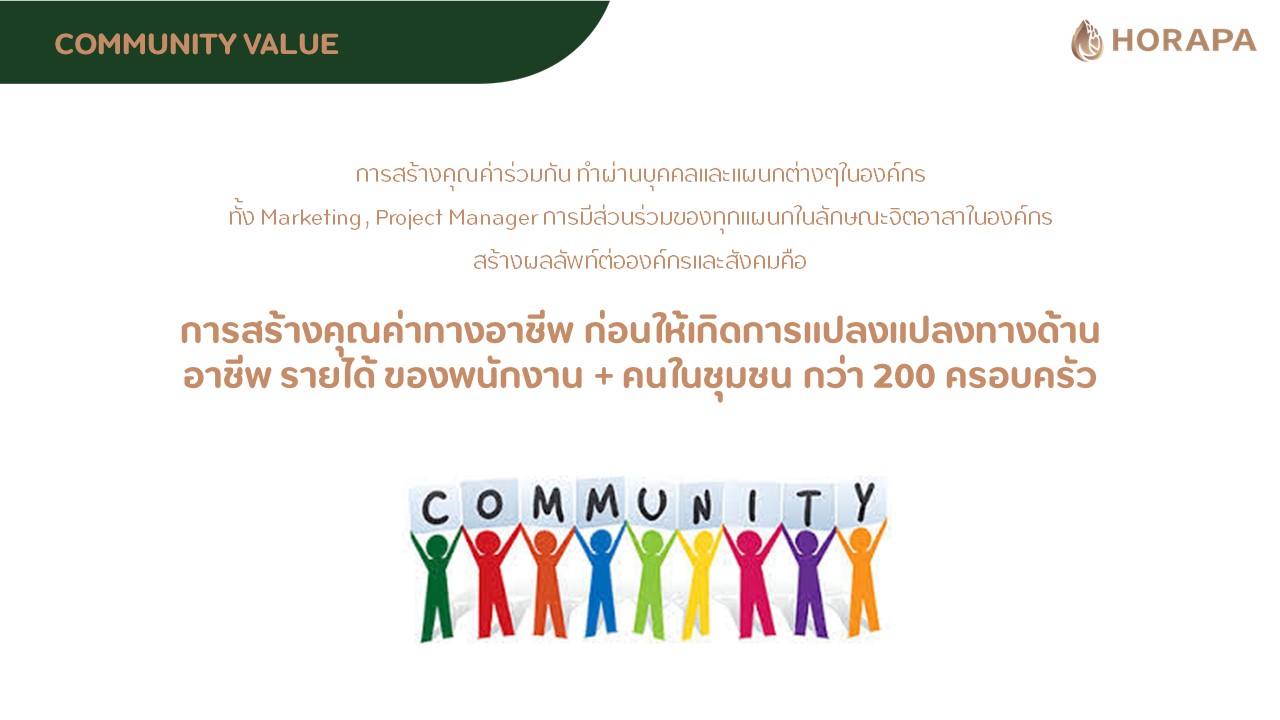 COMMUNITY VALUE
HORAPA
การสร้างคุณค่าร่วมกัน ทำผ่านบุคคลและแผนกต่างๆในองค์กร
ทั้ง Marketing , Project Manager การมีส่วนร่วมของทุกแผนกในลักษณะจิตอาสาในองค์กร
สร้างผลลัพท์ต่อองค์กรและสังคมคือ
การสร้างคุณค่าทางอาชีพ ก่อนให้เกิดการแปลงแปลงทางด้าน
อาชีพ รายได้ ของพนักงาน + คนในชุมชน กว่า 200 ครอบครัว
COMMUNITY